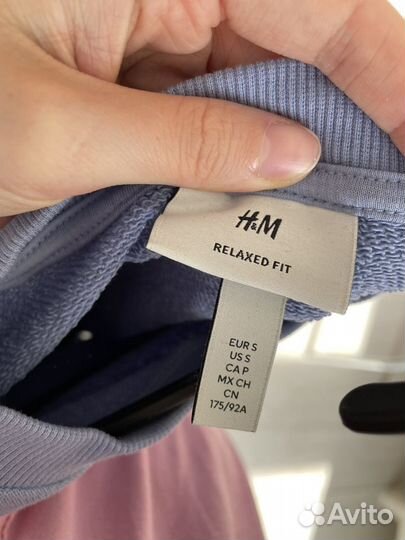 H&M
RELAXED FIT
EUR S
US S
CA P
MX CH
CN
175/92A
Avito